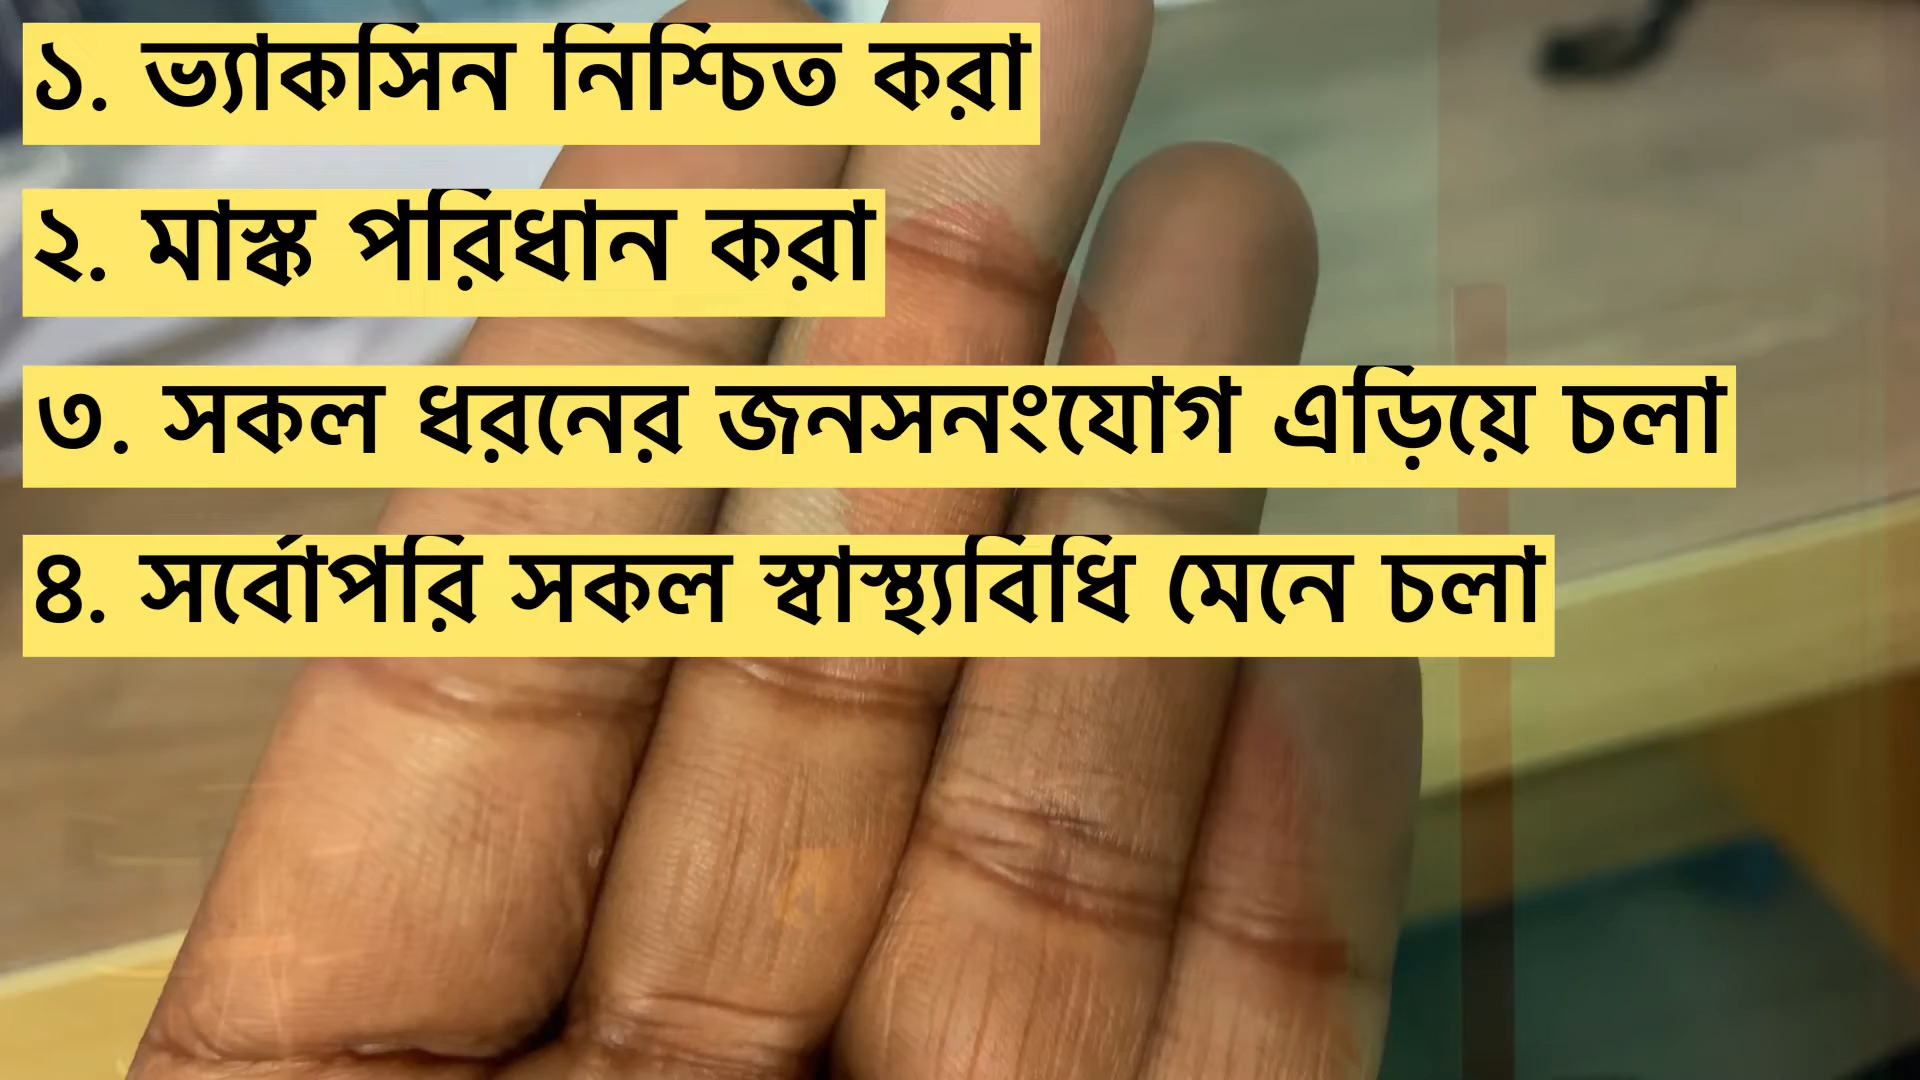 ১. ভ্যাকসিন নিশ্চিত করা
২. মাস্ক পরিধান করা
৩. সকল ধরনের জনসনংযোগ এড়িয়ে চলা
৪. সর্বোপরি সকল স্বাস্থ্যবিধি মেনে চলা